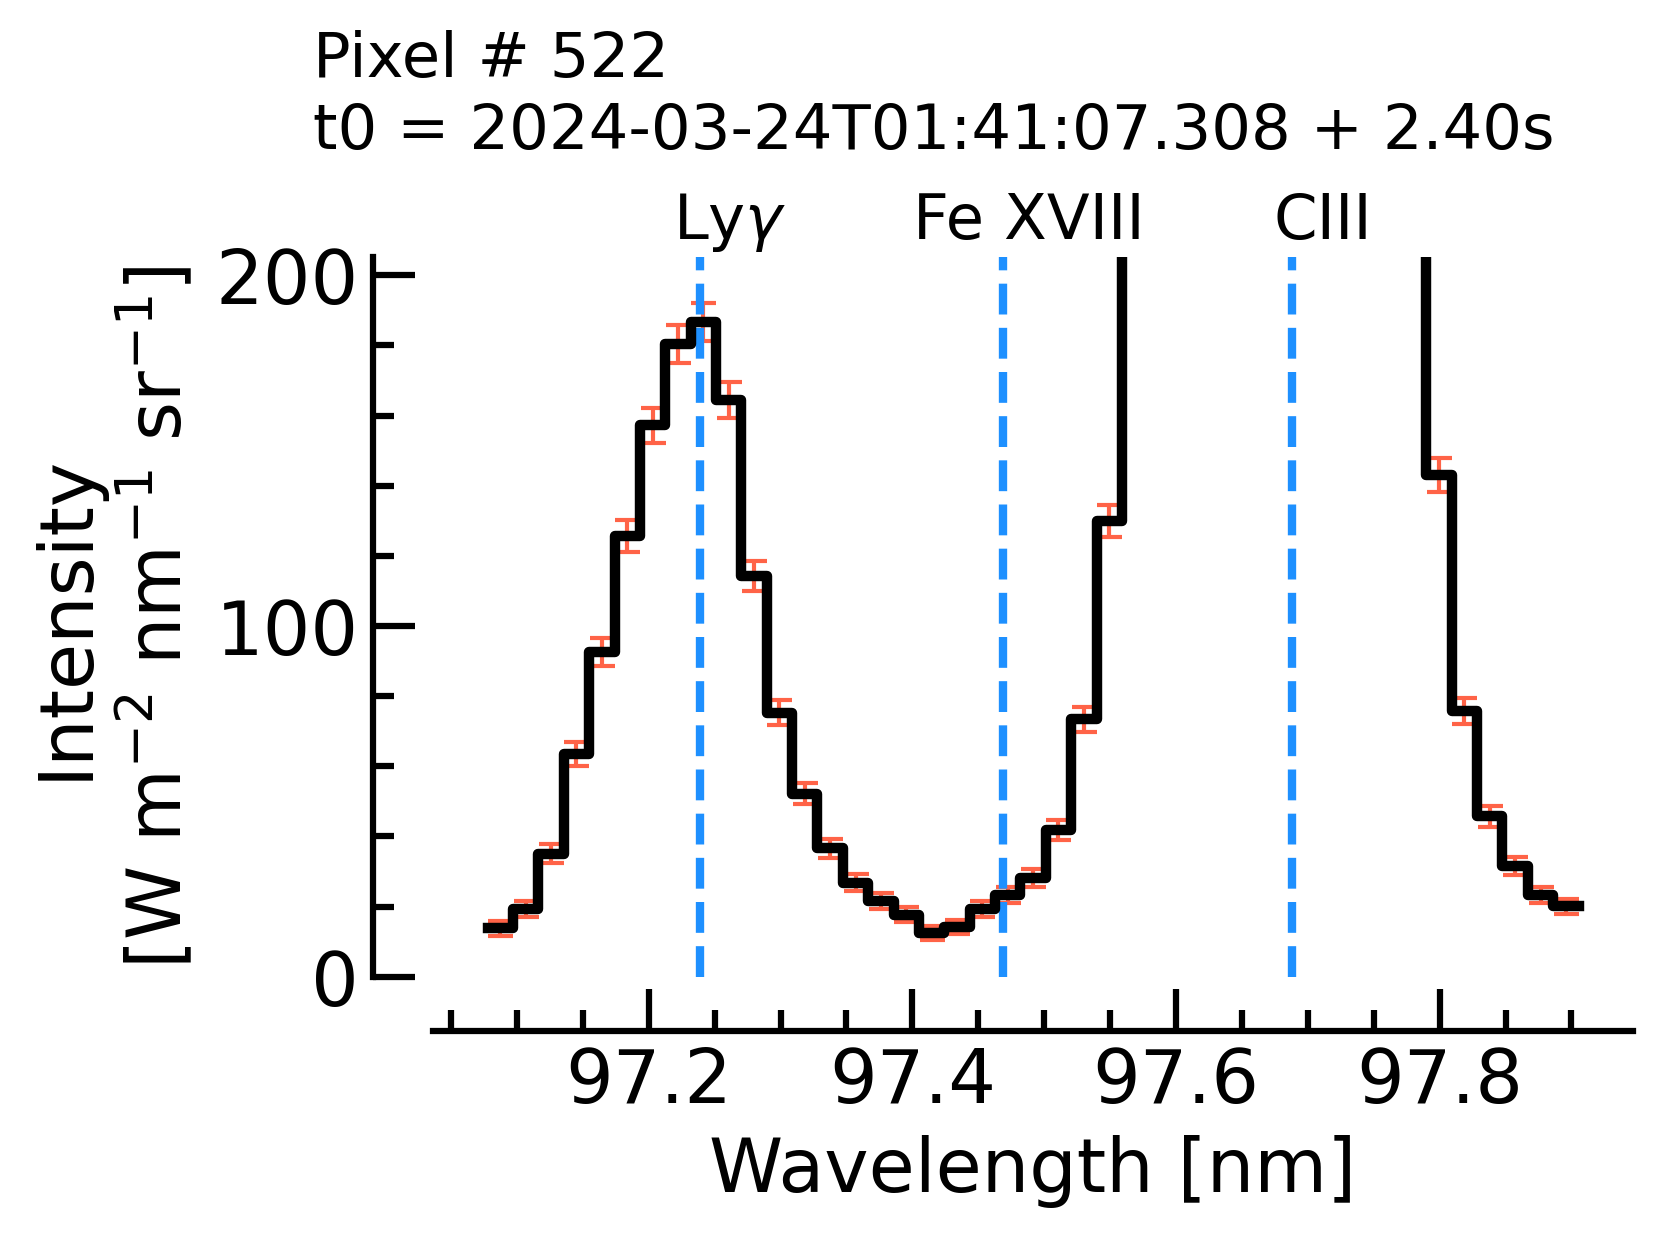 Pixel # 522
t0 = 2024-03-24T01:41:07.308 + 2.40s
Lyγ Fe XVIII CIII
200
100
0
Intensity
[W m⁻² nm⁻¹ sr⁻¹]
97.2 97.4 97.6 97.8
Wavelength [nm]